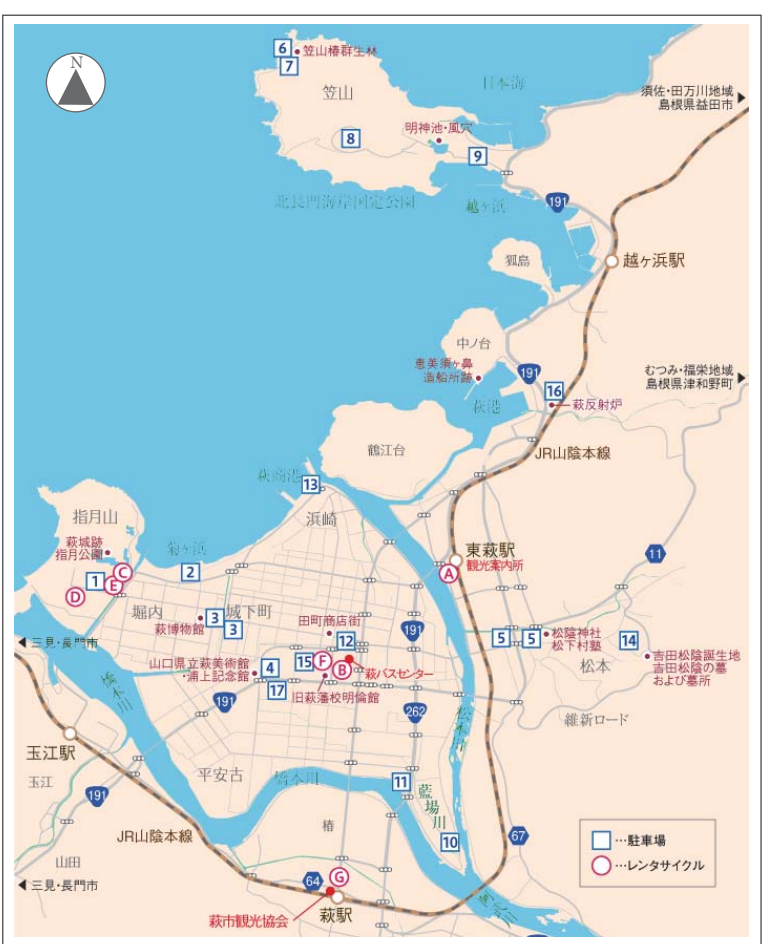 N
6
笠山椿群生林
7
笠山
日本海
須佐・田万川地域
島根県益田市
8
明神池・風穴
9
北長門海岸国定公園
越ヶ浜
191
狐島
越ヶ浜駅
中ノ台
恵美須ヶ鼻
造船所跡
191
むつみ・福栄地域
島根県津和野町
16
萩反射炉
萩港
鶴江台
JR山陰本線
萩商港
13
浜崎
指月山
萩城跡
指月公園
菊ヶ浜
東萩駅
観光案内所
A
11
C
1
E
D
2
堀内
萩博物館
3
城下町
3
田町商店街
12
191
5
5
松陰神社
松下村塾
14
松本
吉田松陰誕生地
吉田松陰の墓
および墓所
三見・長門市
山口県立萩美術館
・浦上記念館
4
15
F
B
萩バスセンター
17
旧萩藩校明倫館
橋本川
191
262
松本川
維新ロード
玉江駅
玉江
平安古
橋本川
11
藍場川
191
JR山陰本線
椿
10
67
山田
三見・長門市
64
G
萩駅
萩市観光協会
阿武川
…駐車場
…レンタサイクル